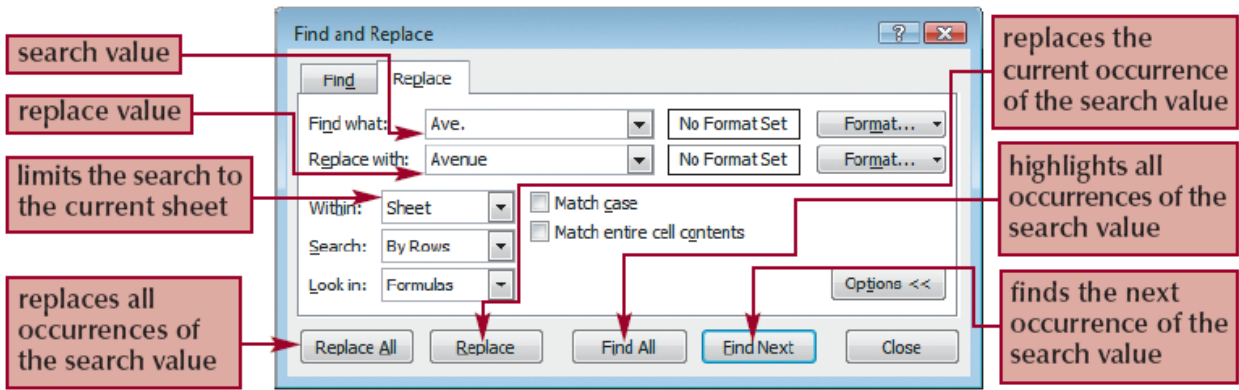 search value
replace value
limits the search to
the current sheet
replaces all
occurrences of
the search value
Find and Replace
Find
Replace
Find what:
Ave.
No Format Set
Format...
Replace with:
Avenue
No Format Set
Format...
Within:
Sheet
Match case
Match entire cell contents
Search:
By Rows
Look in:
Formulas
Options <<
Replace All
Replace
Find All
Find Next
Close
replaces the
current occurrence
of the search value
highlights all
occurrences of the
search value
finds the next
occurrence of the
search value